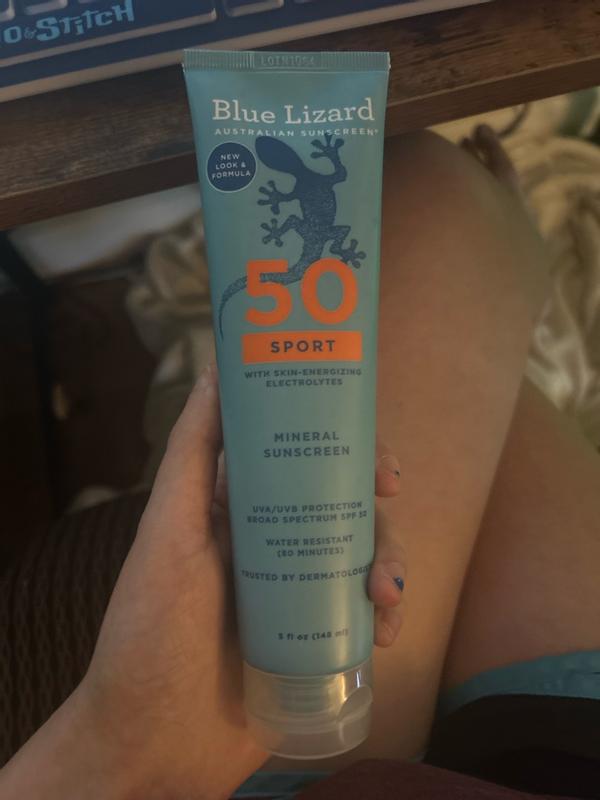 & STITCH
Blue Lizard
AUSTRALIAN SUNSCREEN®
NEW
LOOK &
FORMULA
50
SPORT
WITH SKIN-ENERGIZING
ELECTROLYTES
MINERAL
SUNSCREEN
UVA/UVB PROTECTION
BROAD SPECTRUM SPF 50
WATER RESISTANT
(80 MINUTES)
TRUSTED BY
5 fl oz (148 ml)